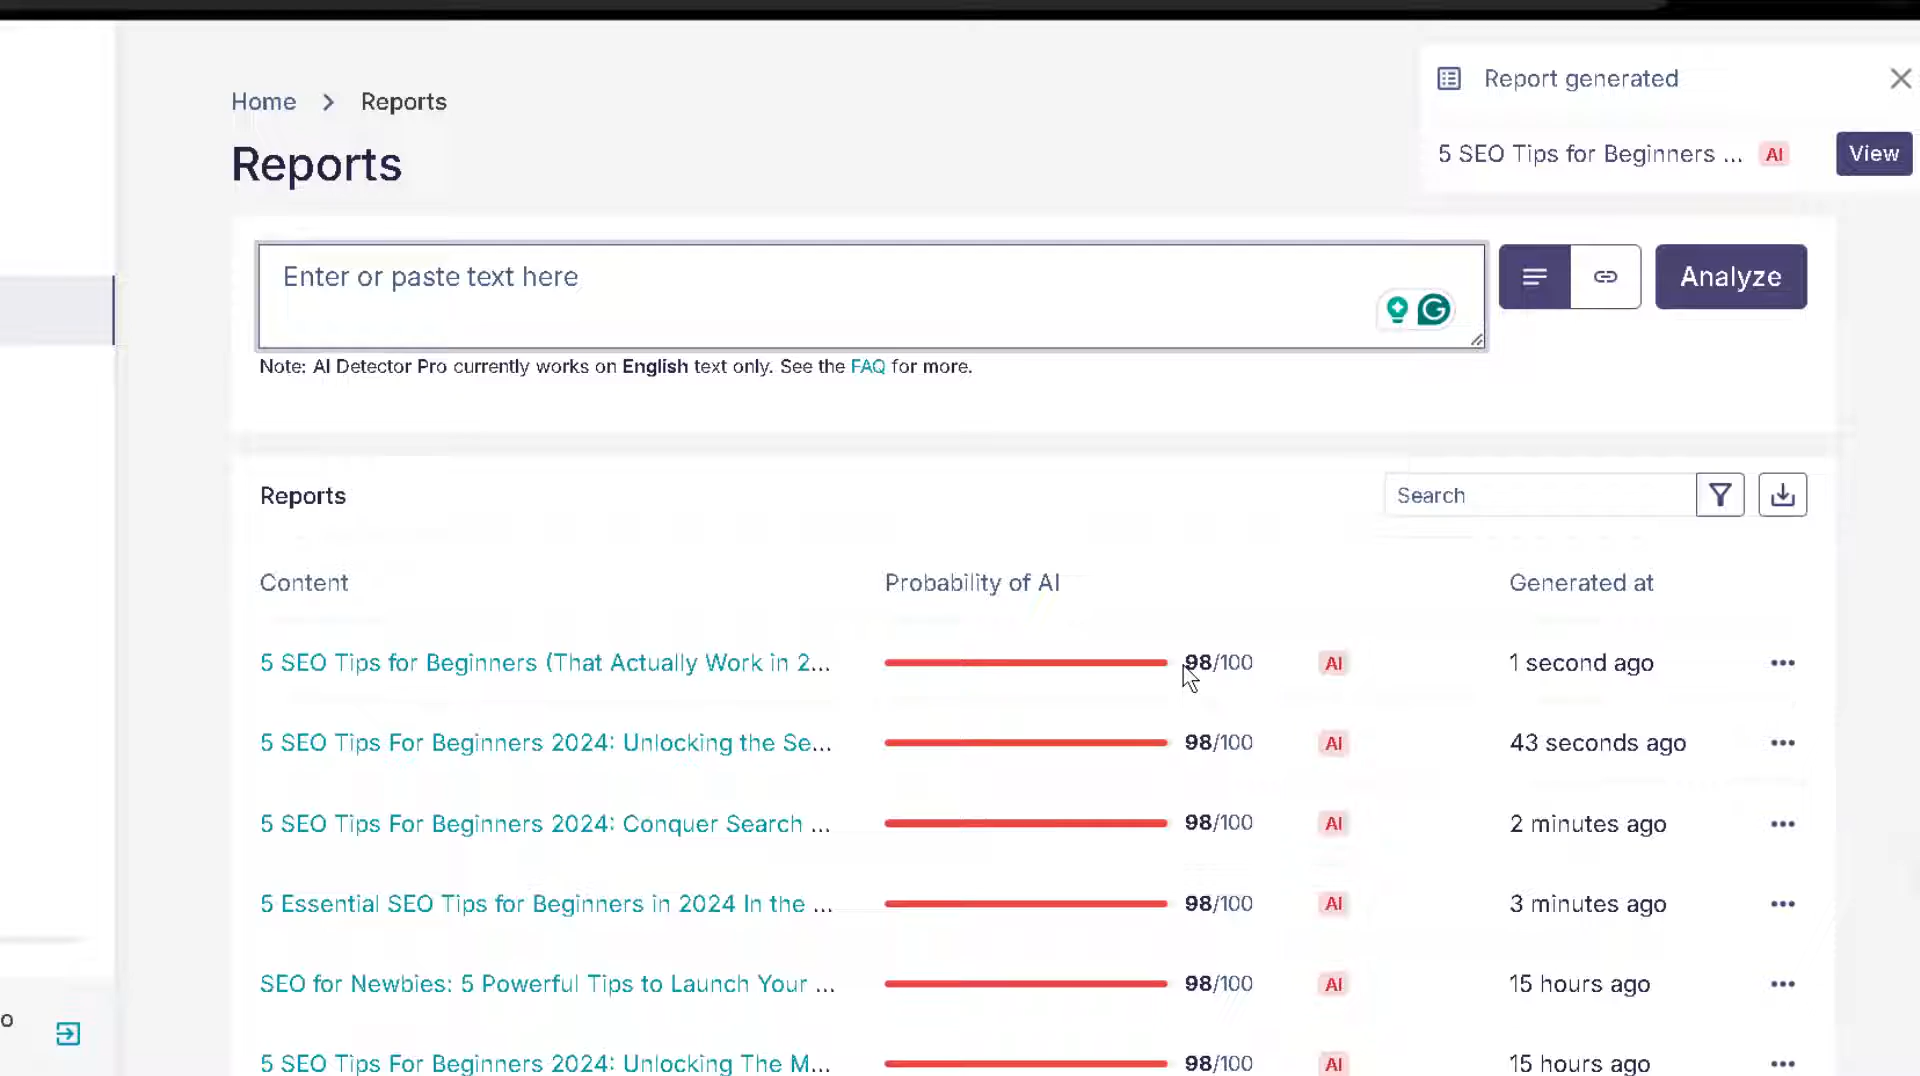 Home > Reports
Reports
Report generated
5 SEO Tips for Beginners ... AI View
Enter or paste text here
Analyze
Note: AI Detector Pro currently works on English text only. See the FAQ for more.
Reports
Search
Content Probability of AI Generated at
5 SEO Tips for Beginners (That Actually Work in 2... 98/100 AI 1 second ago
5 SEO Tips For Beginners 2024: Unlocking the Se... 98/100 AI 43 seconds ago
5 SEO Tips For Beginners 2024: Conquer Search ... 98/100 AI 2 minutes ago
5 Essential SEO Tips for Beginners in 2024 In the ... 98/100 AI 3 minutes ago
SEO for Newbies: 5 Powerful Tips to Launch Your ... 98/100 AI 15 hours ago
o
5 SEO Tips For Beginners 2024: Unlocking The M... 98/100 AI 15 hours ago